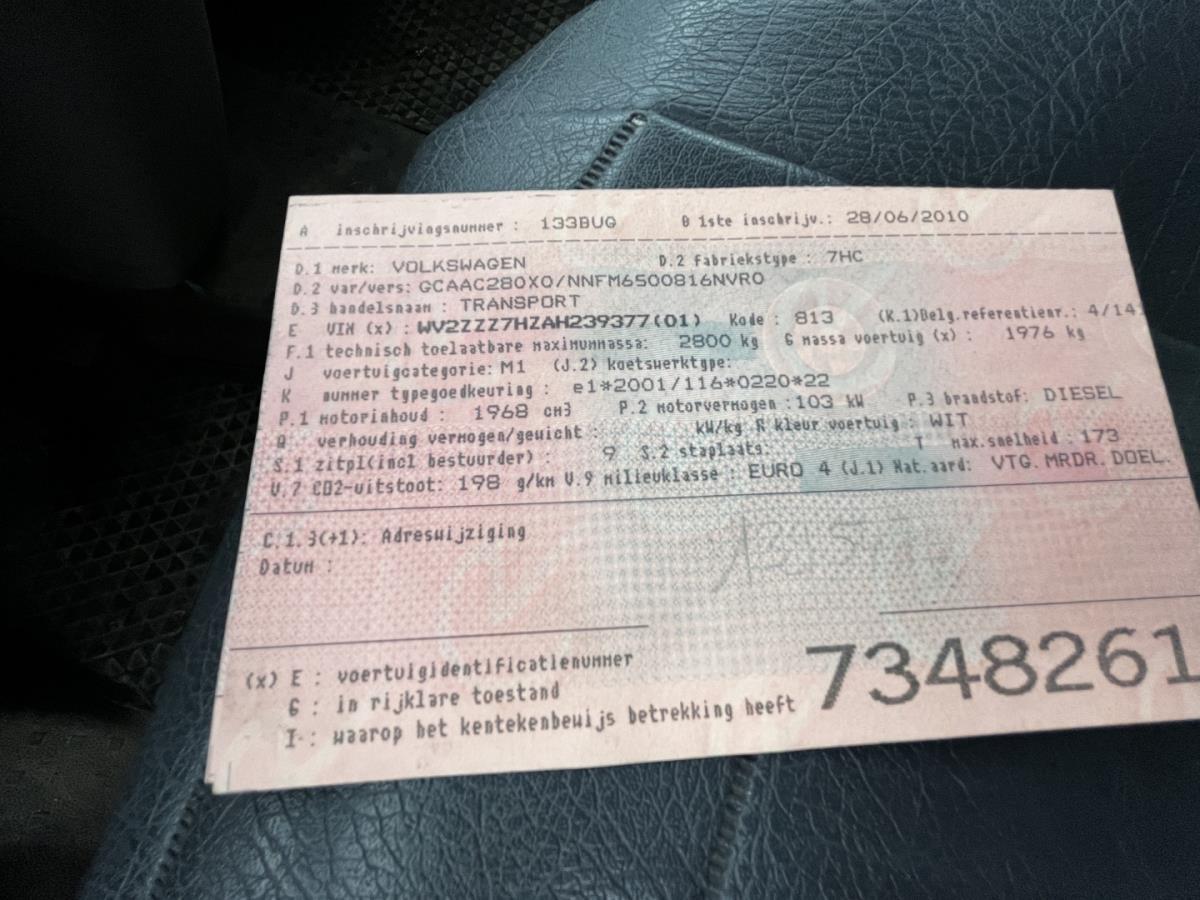 A inschrijvingsnummer : 133BUG B 1ste inschrijv.: 28/06/2010
D.1 merk: VOLKSWAGEN D.2 fabriekstype : 7HC
D.2 var/vers: GCAAC280X0/NNFM6500816NVR0
D.3 handelsnaam : TRANSPORT
E VIN (x) : WV2ZZZ7HZAH239377(01) Kode : 813 (K.1)Belg.referentienr.: 4/14
F.1 technisch toelaatbare maximummassa: 2800 kg G massa voertuig (x) : 1976 kg
J voertuigcategorie: M1 (J.2) koetswerktype:
K nummer typegoedkeuring : e1*2001/116*0220*22
P.1 motorinhoud : 1968 cm3 P.2 motorvermogen : 103 kW P.3 brandstof: DIESEL
Q verhouding vermogen/gewicht : kW/kg R kleur voertuig : WIT
S.1 zitpl(incl bestuurder) : 9 S.2 staplaats: T max.snelheid : 173
V.7 CO2-uitstoot: 198 g/km V.9 milieuklasse : EURO 4 (J.1) Nat.aard: VTG. MRDR. DOEL.
C.1.3(+1): Adreswijziging
Datum :
(x) E : voertuigidentificatienummer
G : in rijklare toestand
I : waarop het kentekenbewijs betrekking heeft
7348261